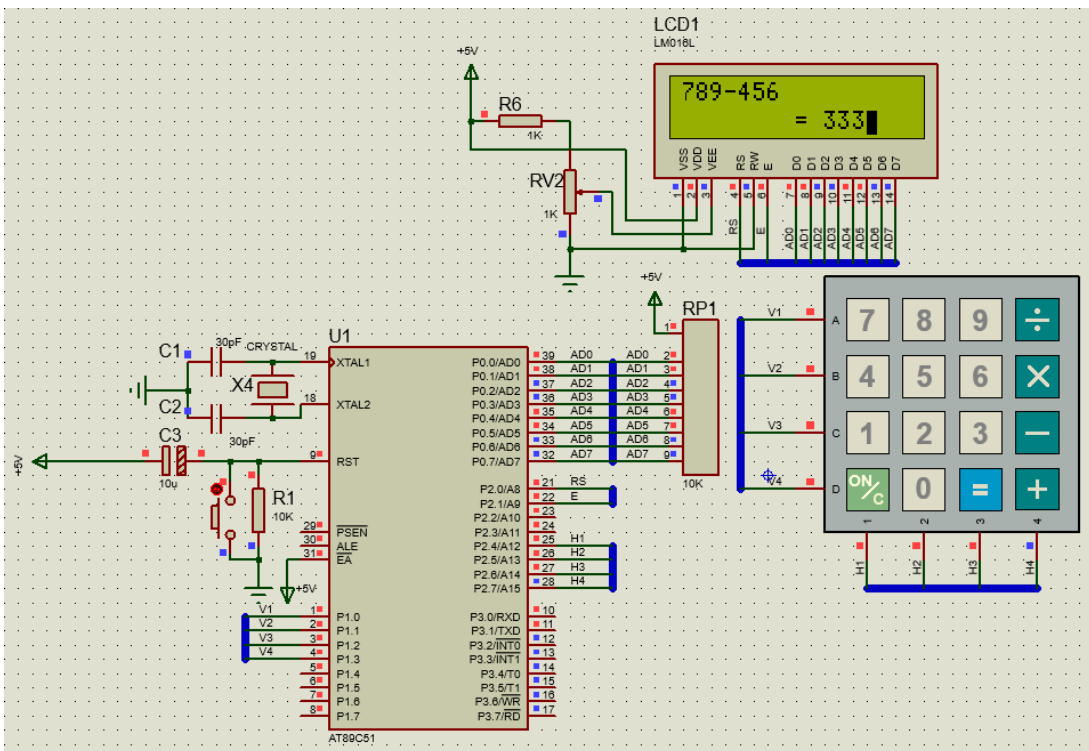 LCD1
LM016L
789-456
= 333
VSS VDD VEE RS RW E D0 D1 D2 D3 D4 D5 D6 D7
1 2 3 4 5 6 7 8 9 10 11 12 13 14
RS E AD0 AD1 AD2 AD3 AD4 AD5 AD6 AD7
+5V
R6
1K
RV2
1K
+5V
RP1
1
AD0 2
AD1 3
AD2 4
AD3 5
AD4 6
AD5 7
AD6 8
AD7 9
10K
V1 A 7 8 9 ÷
V2 B 4 5 6 ×
V3 C 1 2 3 −
V4 D ON/C 0 = +
1 2 3 4
H1 H2 H3 H4
C1
30pF
CRYSTAL
X4
C2
30pF
C3
10u
+5V
R1
10K
+5V
U1
19 XTAL1
18 XTAL2
9 RST
29 PSEN
30 ALE
31 EA
V1 1 P1.0
V2 2 P1.1
V3 3 P1.2
V4 4 P1.3
5 P1.4
6 P1.5
7 P1.6
8 P1.7
P0.0/AD0 39 AD0
P0.1/AD1 38 AD1
P0.2/AD2 37 AD2
P0.3/AD3 36 AD3
P0.4/AD4 35 AD4
P0.5/AD5 34 AD5
P0.6/AD6 33 AD6
P0.7/AD7 32 AD7
P2.0/A8 21 RS
P2.1/A9 22 E
P2.2/A10 23
P2.3/A11 24
P2.4/A12 25 H1
P2.5/A13 26 H2
P2.6/A14 27 H3
P2.7/A15 28 H4
P3.0/RXD 10
P3.1/TXD 11
P3.2/INT0 12
P3.3/INT1 13
P3.4/T0 14
P3.5/T1 15
P3.6/WR 16
P3.7/RD 17
AT89C51